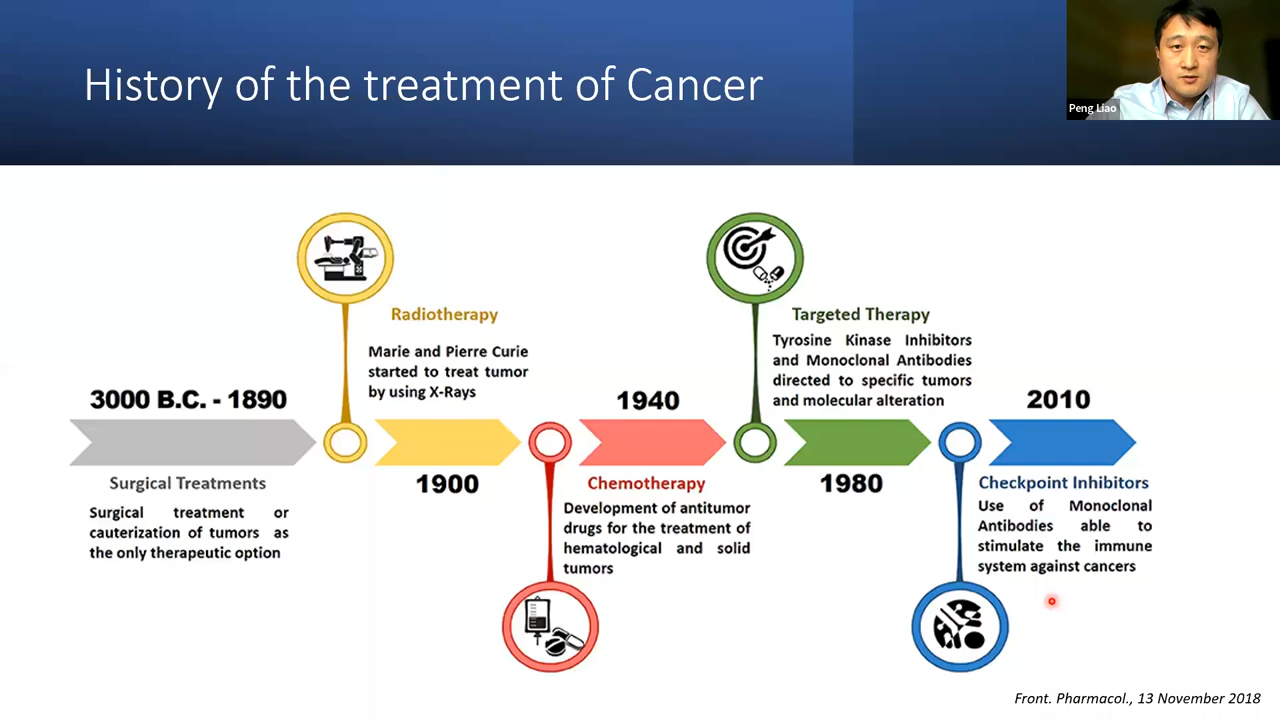 History of the treatment of Cancer
Peng Liao
Radiotherapy
Marie and Pierre Curie
started to treat tumor
by using X-Rays
Targeted Therapy
Tyrosine Kinase Inhibitors
and Monoclonal Antibodies
directed to specific tumors
and molecular alteration
3000 B.C. - 1890
1940
2010
Surgical Treatments
Surgical treatment or
cauterization of tumors as
the only therapeutic option
1900
Chemotherapy
Development of antitumor
drugs for the treatment of
hematological and solid
tumors
1980
Checkpoint Inhibitors
Use of Monoclonal
Antibodies able to
stimulate the immune
system against cancers
Front. Pharmacol., 13 November 2018